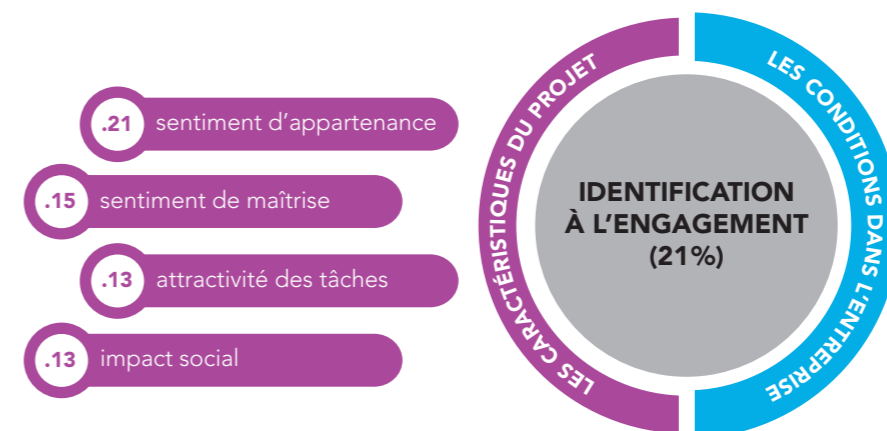 .21 sentiment d'appartenance
.15 sentiment de maîtrise
.13 attractivité des tâches
.13 impact social
LES CARACTÉRISTIQUES DU PROJET
IDENTIFICATION
À L'ENGAGEMENT
(21%)
LES CONDITIONS DANS L'ENTREPRISE